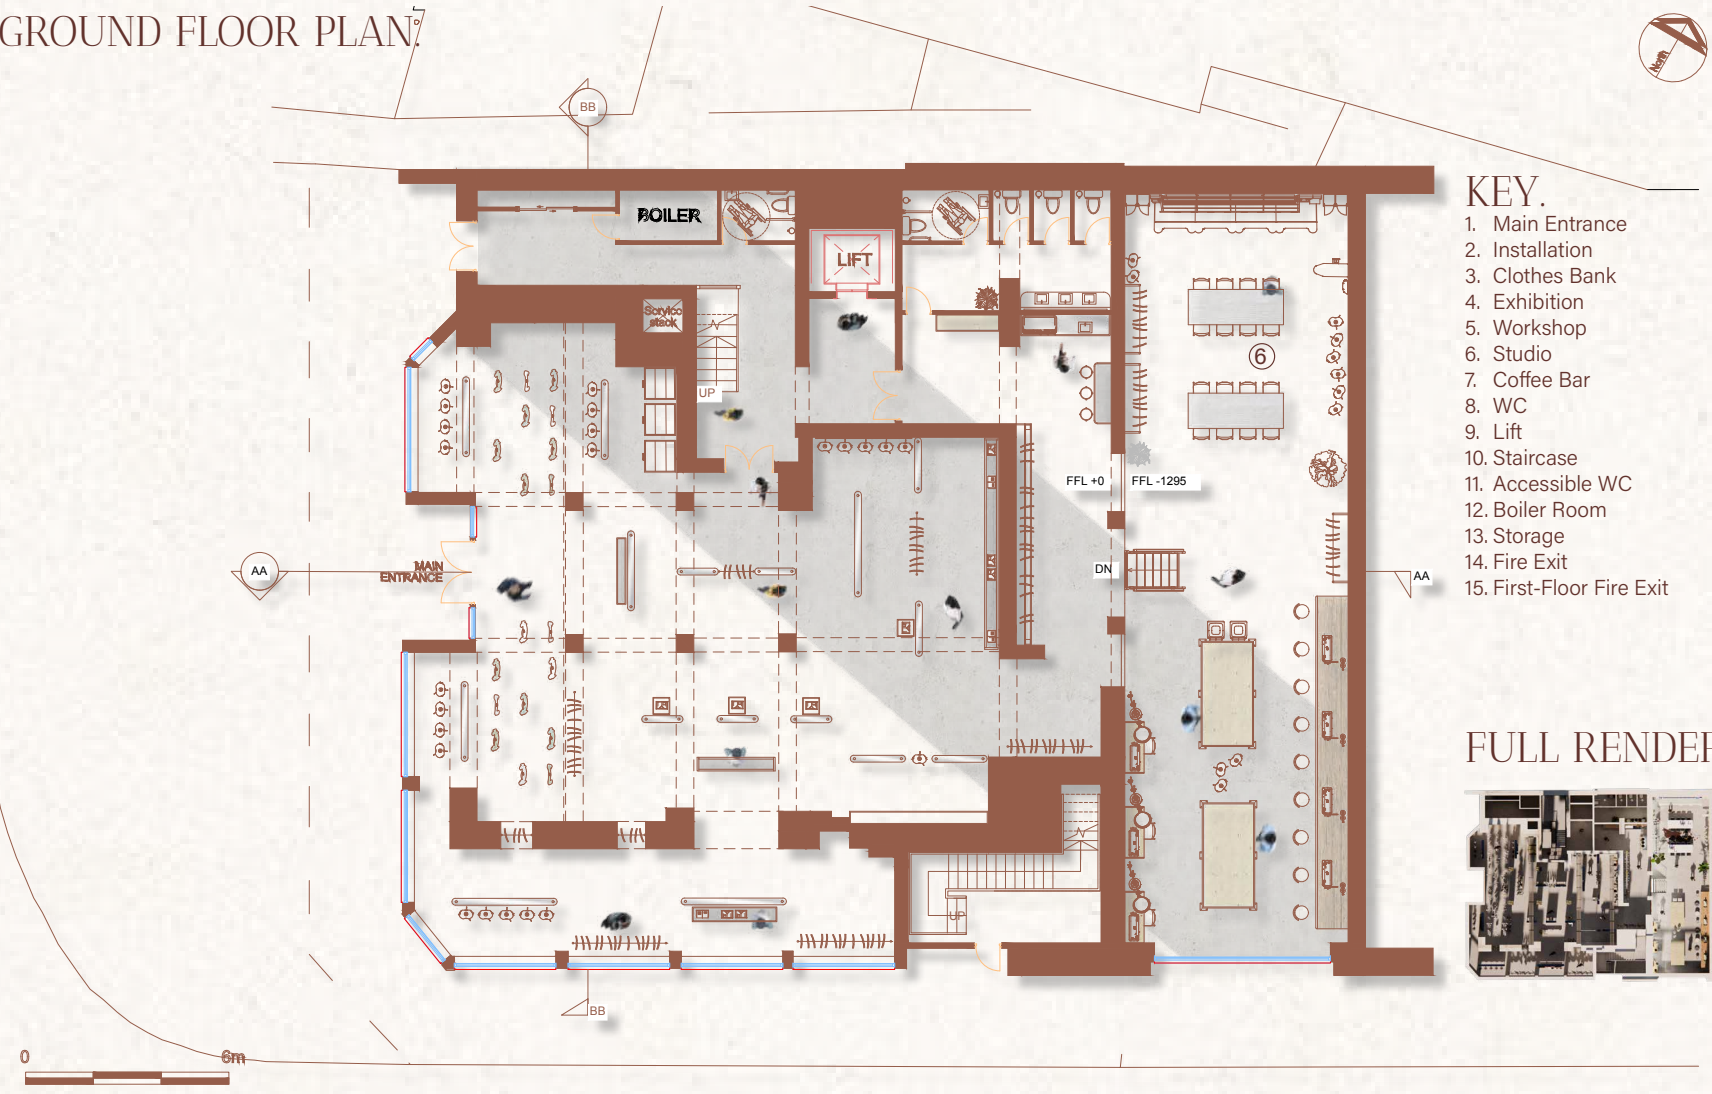 GROUND FLOOR PLAN.
North
BB
KEY.
1. Main Entrance
2. Installation
3. Clothes Bank
4. Exhibition
5. Workshop
6. Studio
7. Coffee Bar
8. WC
9. Lift
10. Staircase
11. Accessible WC
12. Boiler Room
13. Storage
14. Fire Exit
15. First-Floor Fire Exit
BOILER
LIFT
Service
stack
6
UP
FFL +0
FFL -1295
AA
MAIN
ENTRANCE
DN
AA
FULL RENDER
UP
BB
0
6m